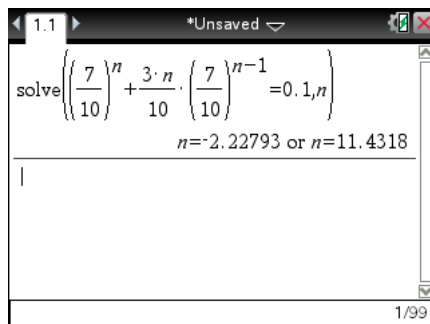 1.1 *Unsaved
solve((7/10)^n+3·n/10·(7/10)^(n−1)=0.1,n)
n=-2.22793 or n=11.4318
1/99